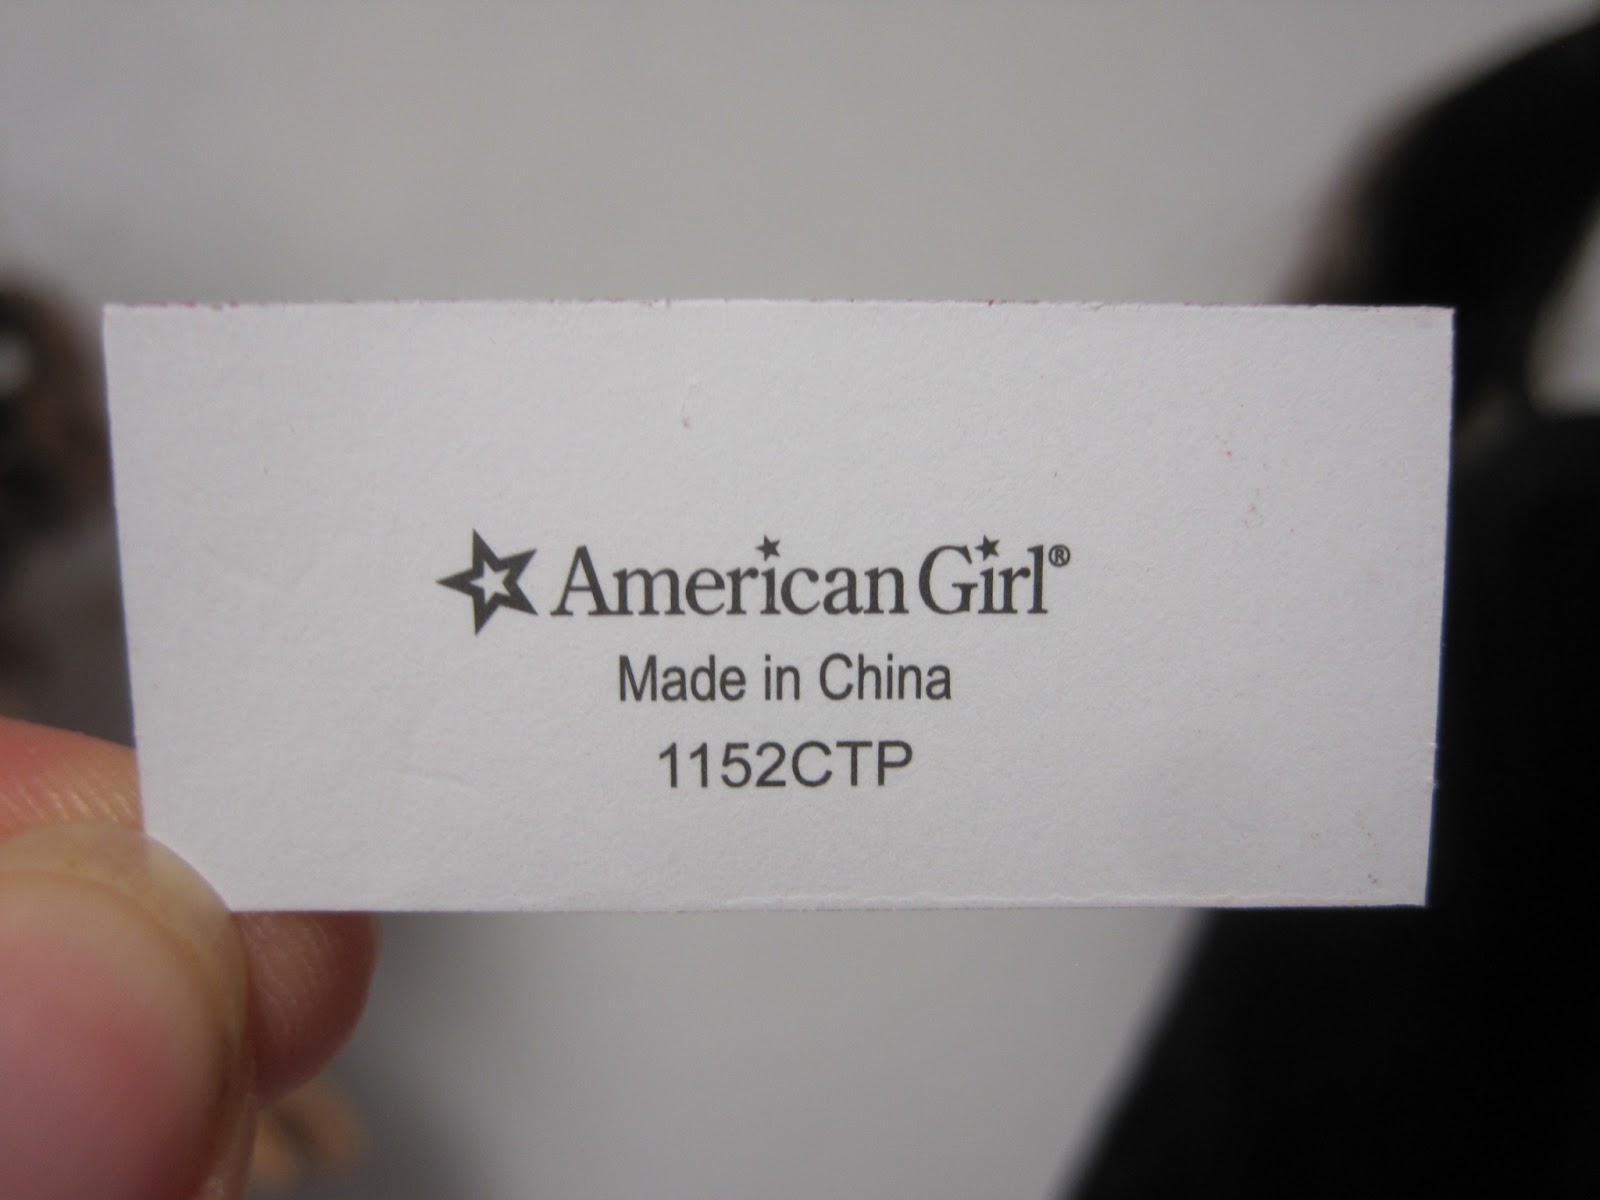 American Girl®
Made in China
1152CTP